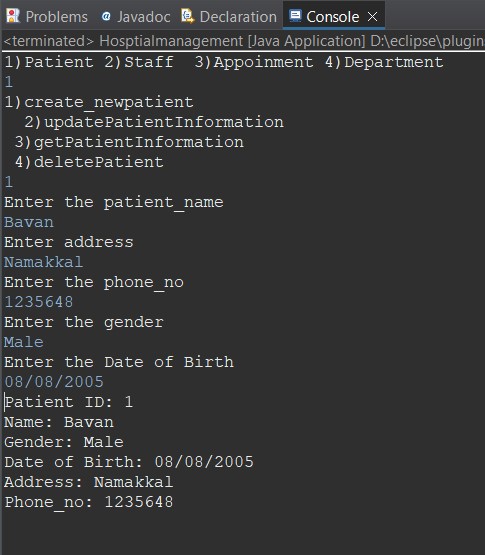 Problems Javadoc Declaration Console
<terminated> Hosptialmanagement [Java Application] D:\eclipse\plugin
1)Patient 2)Staff  3)Appoinment 4)Department
1
1)create_newpatient
  2)updatePatientInformation
 3)getPatientInformation
 4)deletePatient
1
Enter the patient_name
Bavan
Enter address
Namakkal
Enter the phone_no
1235648
Enter the gender
Male
Enter the Date of Birth
08/08/2005
Patient ID: 1
Name: Bavan
Gender: Male
Date of Birth: 08/08/2005
Address: Namakkal
Phone_no: 1235648